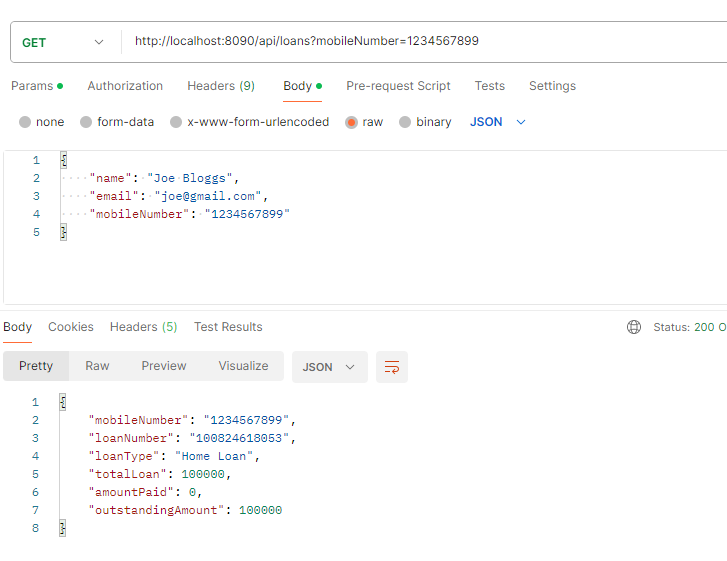 GET http://localhost:8090/api/loans?mobileNumber=1234567899
Params Authorization Headers (9) Body Pre-request Script Tests Settings
none form-data x-www-form-urlencoded raw binary JSON
1 {
2 ····"name":·"Joe·Bloggs",
3 ····"email":·"joe@gmail.com",
4 ····"mobileNumber":·"1234567899"
5 }
Body Cookies Headers (5) Test Results Status: 200 O
Pretty Raw Preview Visualize JSON
1 {
2 "mobileNumber": "1234567899",
3 "loanNumber": "100824618053",
4 "loanType": "Home Loan",
5 "totalLoan": 100000,
6 "amountPaid": 0,
7 "outstandingAmount": 100000
8 }